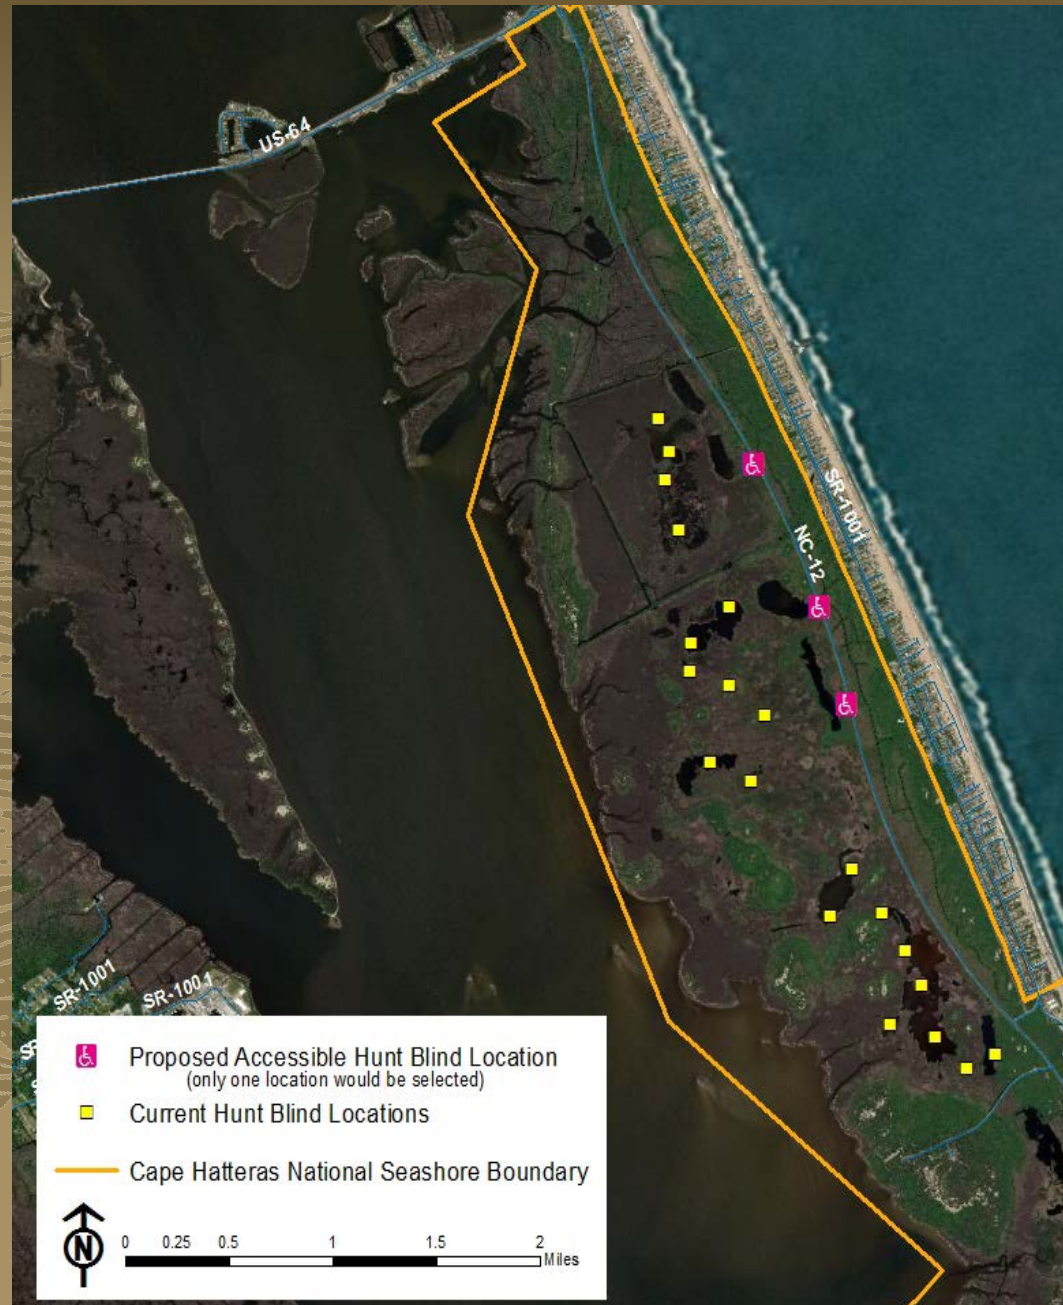 US-64
SR-1001
NC-12
SR-1001
SR-1001
SR
S
Proposed Accessible Hunt Blind Location
(only one location would be selected)
Current Hunt Blind Locations
Cape Hatteras National Seashore Boundary
N
0 0.25 0.5 1 1.5 2
Miles